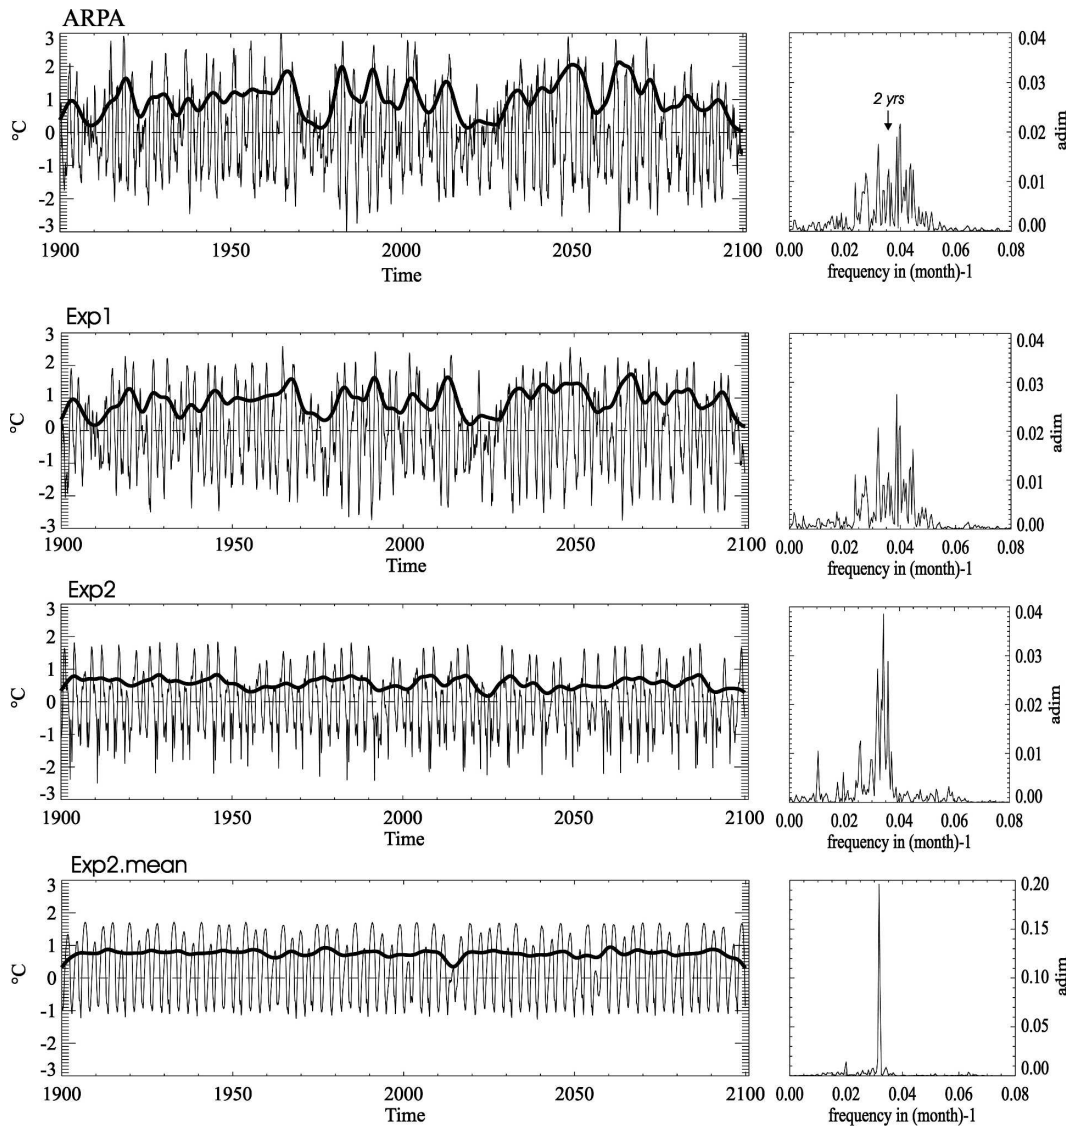 ARPA
3
2
1
0
-1
-2
-3
°C
1900 1950 2000 2050 2100
Time
2 yrs
0.04
0.03
0.02
0.01
0.00
adim
0.00 0.02 0.04 0.06 0.08
frequency in (month)-1
Exp1
3
2
1
0
-1
-2
-3
°C
1900 1950 2000 2050 2100
Time
0.04
0.03
0.02
0.01
0.00
adim
0.00 0.02 0.04 0.06 0.08
frequency in (month)-1
Exp2
3
2
1
0
-1
-2
-3
°C
1900 1950 2000 2050 2100
Time
0.04
0.03
0.02
0.01
0.00
adim
0.00 0.02 0.04 0.06 0.08
frequency in (month)-1
Exp2.mean
3
2
1
0
-1
-2
-3
°C
1900 1950 2000 2050 2100
Time
0.20
0.15
0.10
0.05
0.00
adim
0.00 0.02 0.04 0.06 0.08
frequency in (month)-1